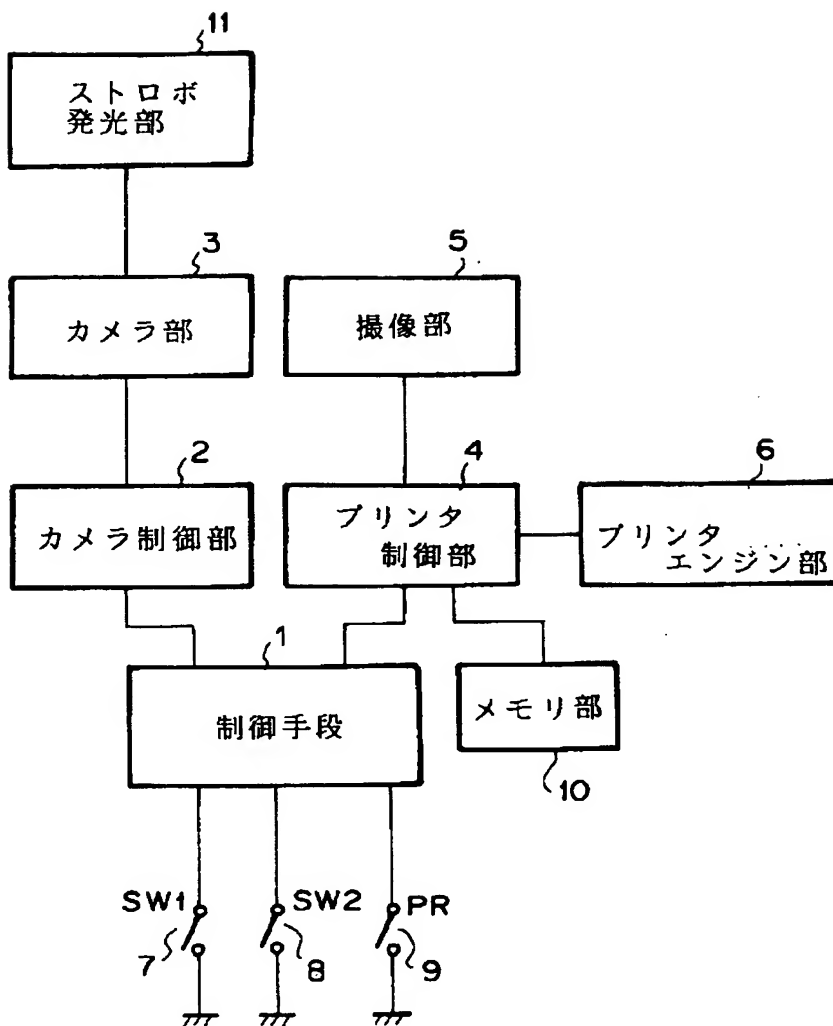 11
ストロボ
発光部
3
カメラ部
5
撮像部
2
カメラ制御部
4
プリンタ
制御部
6
プリンタ
エンジン部
1
制御手段
メモリ部
10
SW1
7
SW2
8
PR
9